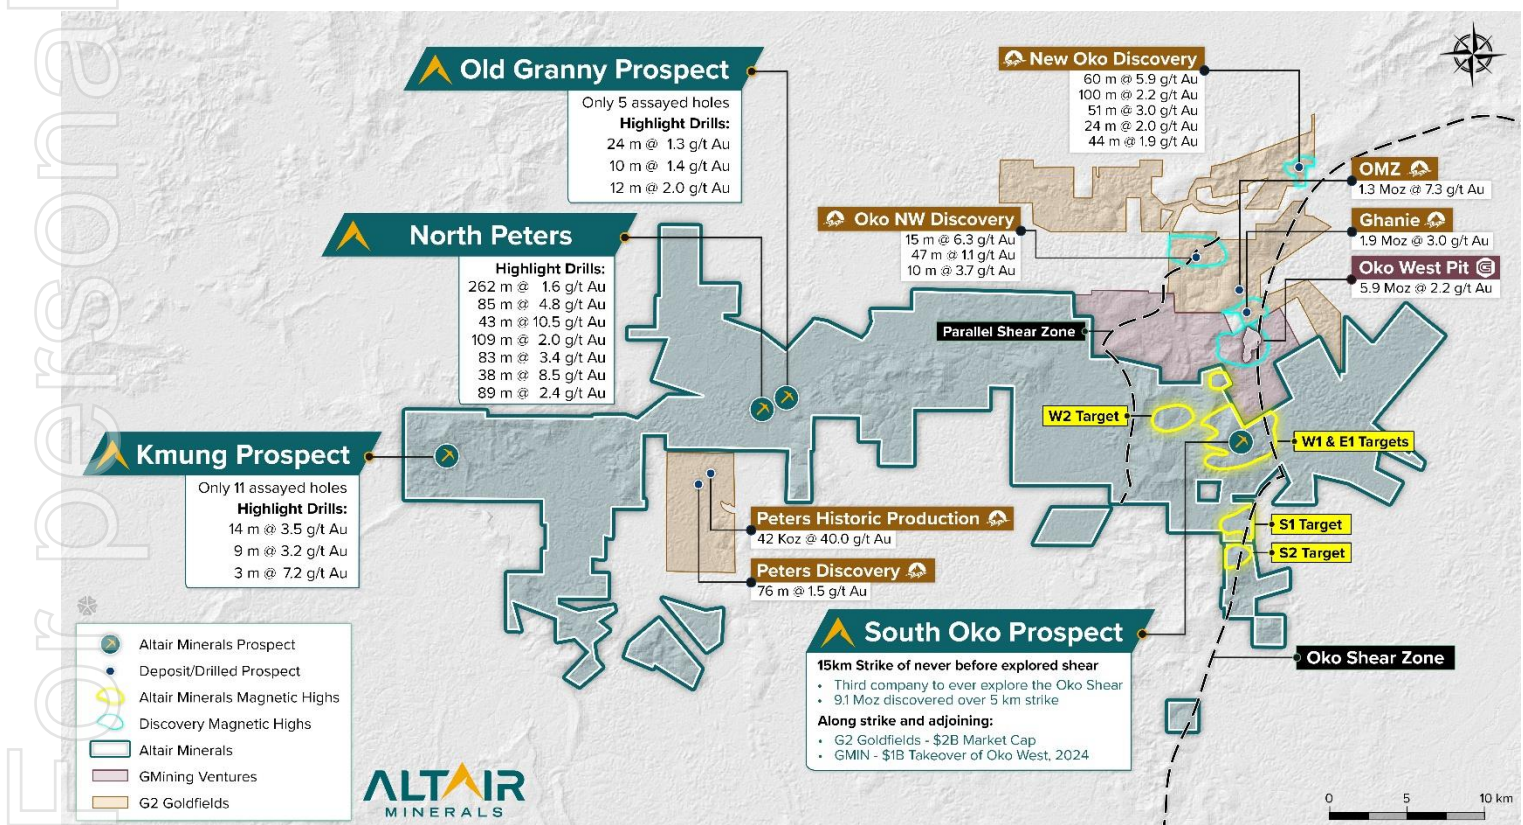 For personal
Old Granny Prospect
Only 5 assayed holes
Highlight Drills:
24 m @ 1.3 g/t Au
10 m @ 1.4 g/t Au
12 m @ 2.0 g/t Au
New Oko Discovery
60 m @ 5.9 g/t Au
100 m @ 2.2 g/t Au
51 m @ 3.0 g/t Au
24 m @ 2.0 g/t Au
44 m @ 1.9 g/t Au
OMZ
1.3 Moz @ 7.3 g/t Au
Ghanie
1.9 Moz @ 3.0 g/t Au
Oko West Pit
5.9 Moz @ 2.2 g/t Au
Oko NW Discovery
15 m @ 6.3 g/t Au
47 m @ 1.1 g/t Au
10 m @ 3.7 g/t Au
North Peters
Highlight Drills:
262 m @ 1.6 g/t Au
85 m @ 4.8 g/t Au
43 m @ 10.5 g/t Au
109 m @ 2.0 g/t Au
83 m @ 3.4 g/t Au
38 m @ 8.5 g/t Au
89 m @ 2.4 g/t Au
Parallel Shear Zone
W2 Target
W1 & E1 Targets
S1 Target
S2 Target
Kmung Prospect
Only 11 assayed holes
Highlight Drills:
14 m @ 3.5 g/t Au
9 m @ 3.2 g/t Au
3 m @ 7.2 g/t Au
Peters Historic Production
42 Koz @ 40.0 g/t Au
Peters Discovery
76 m @ 1.5 g/t Au
South Oko Prospect
15km Strike of never before explored shear
• Third company to ever explore the Oko Shear
• 9.1 Moz discovered over 5 km strike
Along strike and adjoining:
• G2 Goldfields - $2B Market Cap
• GMIN - $1B Takeover of Oko West, 2024
Oko Shear Zone
Altair Minerals Prospect
Deposit/Drilled Prospect
Altair Minerals Magnetic Highs
Discovery Magnetic Highs
Altair Minerals
GMining Ventures
G2 Goldfields
ALTAIR
MINERALS
0 5 10 km